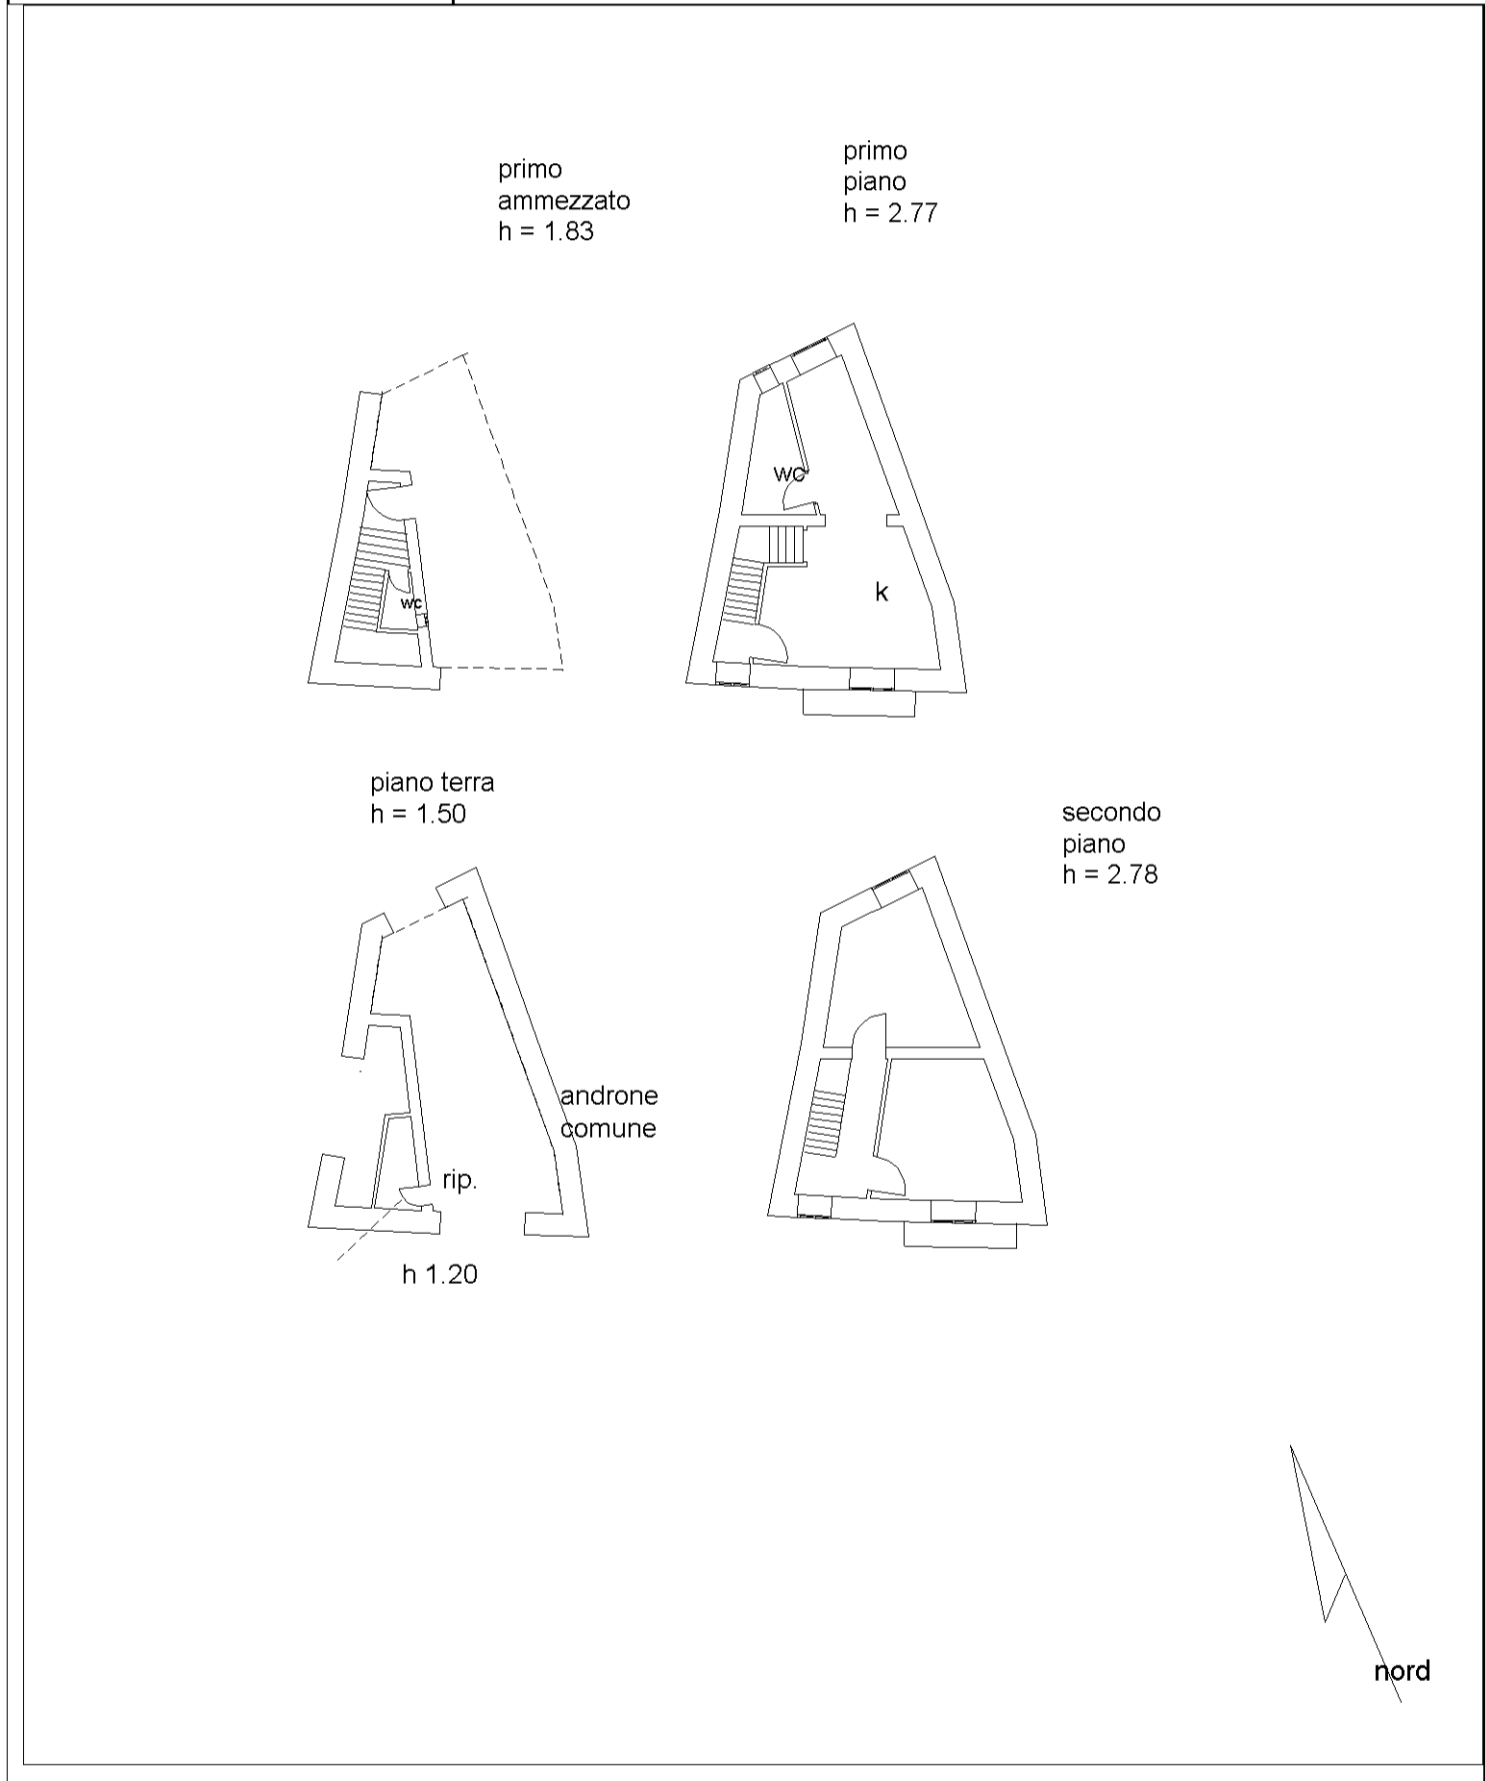 primo
ammezzato
h = 1.83
primo
piano
h = 2.77
wc
k
wc
piano terra
h = 1.50
secondo
piano
h = 2.78
androne
comune
rip.
h 1.20
nord